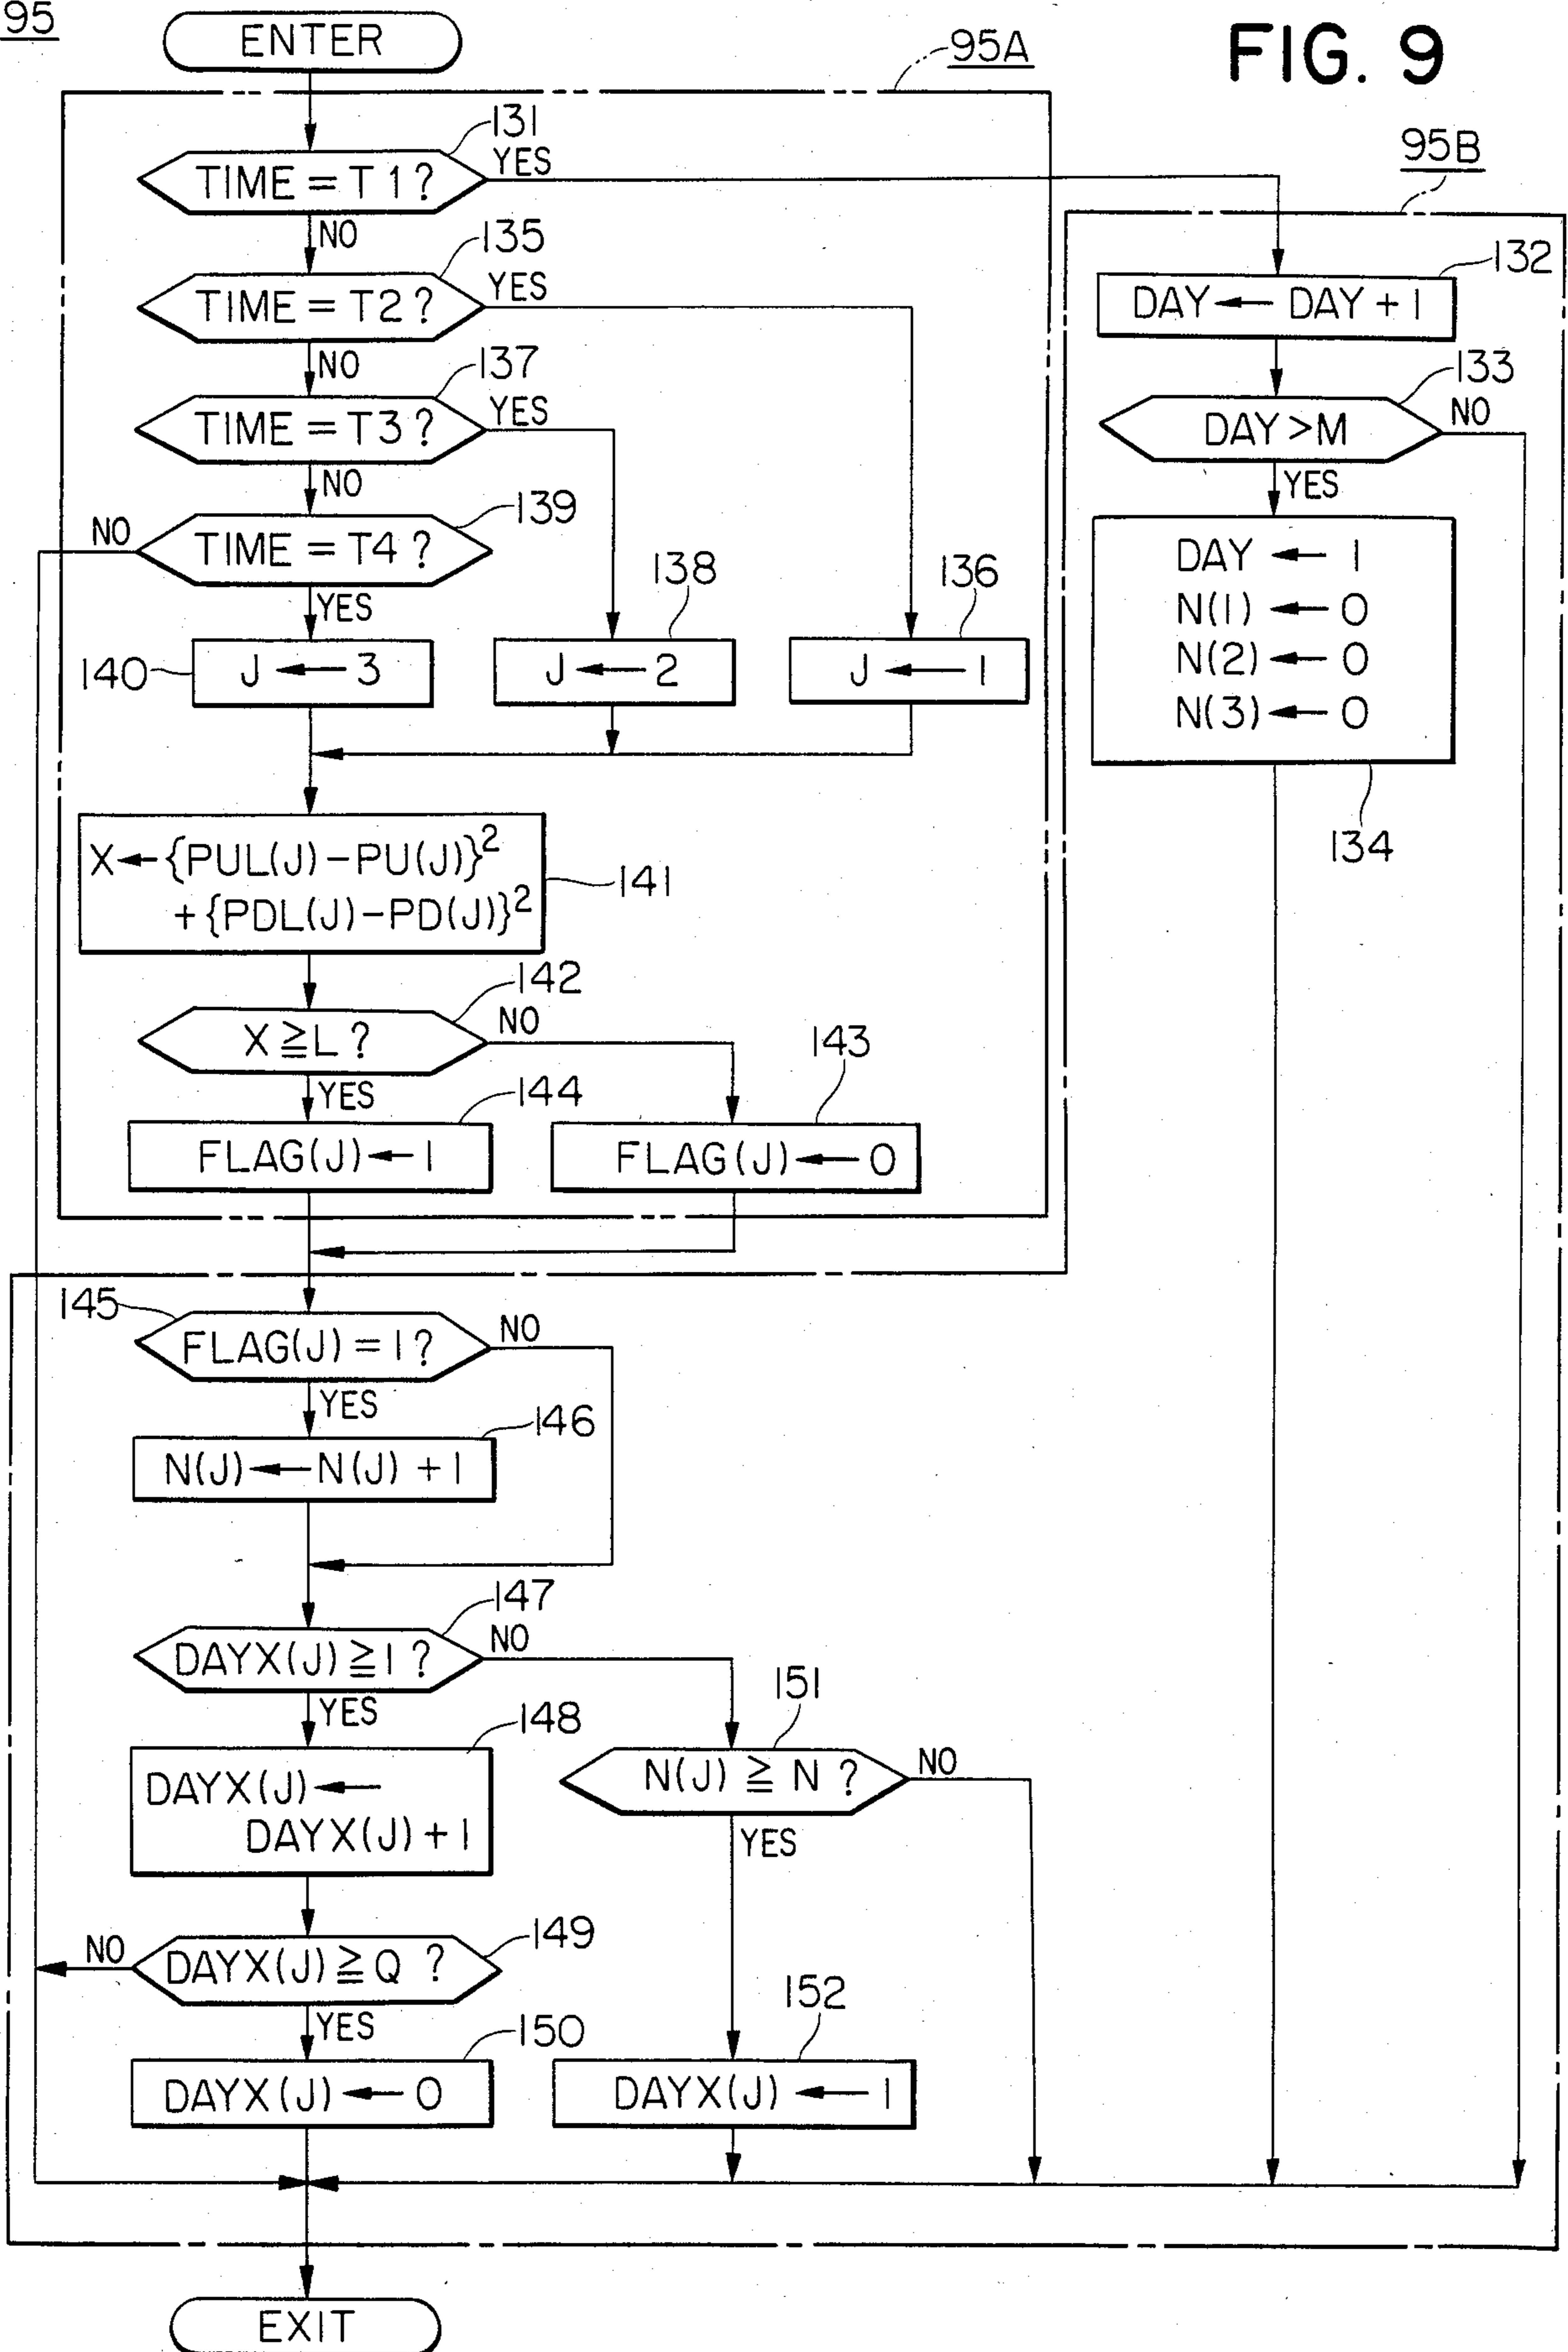 95
ENTER
95A
FIG. 9
131
TIME = T1?
YES
NO
95B
135
TIME = T2?
YES
NO
132
DAY ← DAY + 1
137
TIME = T3?
YES
NO
133
DAY > M
NO
YES
139
TIME = T4?
NO
YES
DAY ← 1
N(1) ← 0
N(2) ← 0
N(3) ← 0
134
138
136
140
J ← 3
J ← 2
J ← 1
X ← {PUL(J) − PU(J)}²
+ {PDL(J) − PD(J)}²
141
142
X ≧ L ?
NO
YES
143
144
FLAG(J) ← 1
FLAG(J) ← 0
145
FLAG(J) = 1?
NO
YES
146
N(J) ← N(J) + 1
147
DAYX(J) ≧ 1 ?
NO
YES
151
148
DAYX(J) ←
DAYX(J) + 1
N(J) ≧ N ?
NO
YES
149
NO
DAYX(J) ≧ Q ?
YES
152
150
DAYX(J) ← 0
DAYX(J) ← 1
EXIT